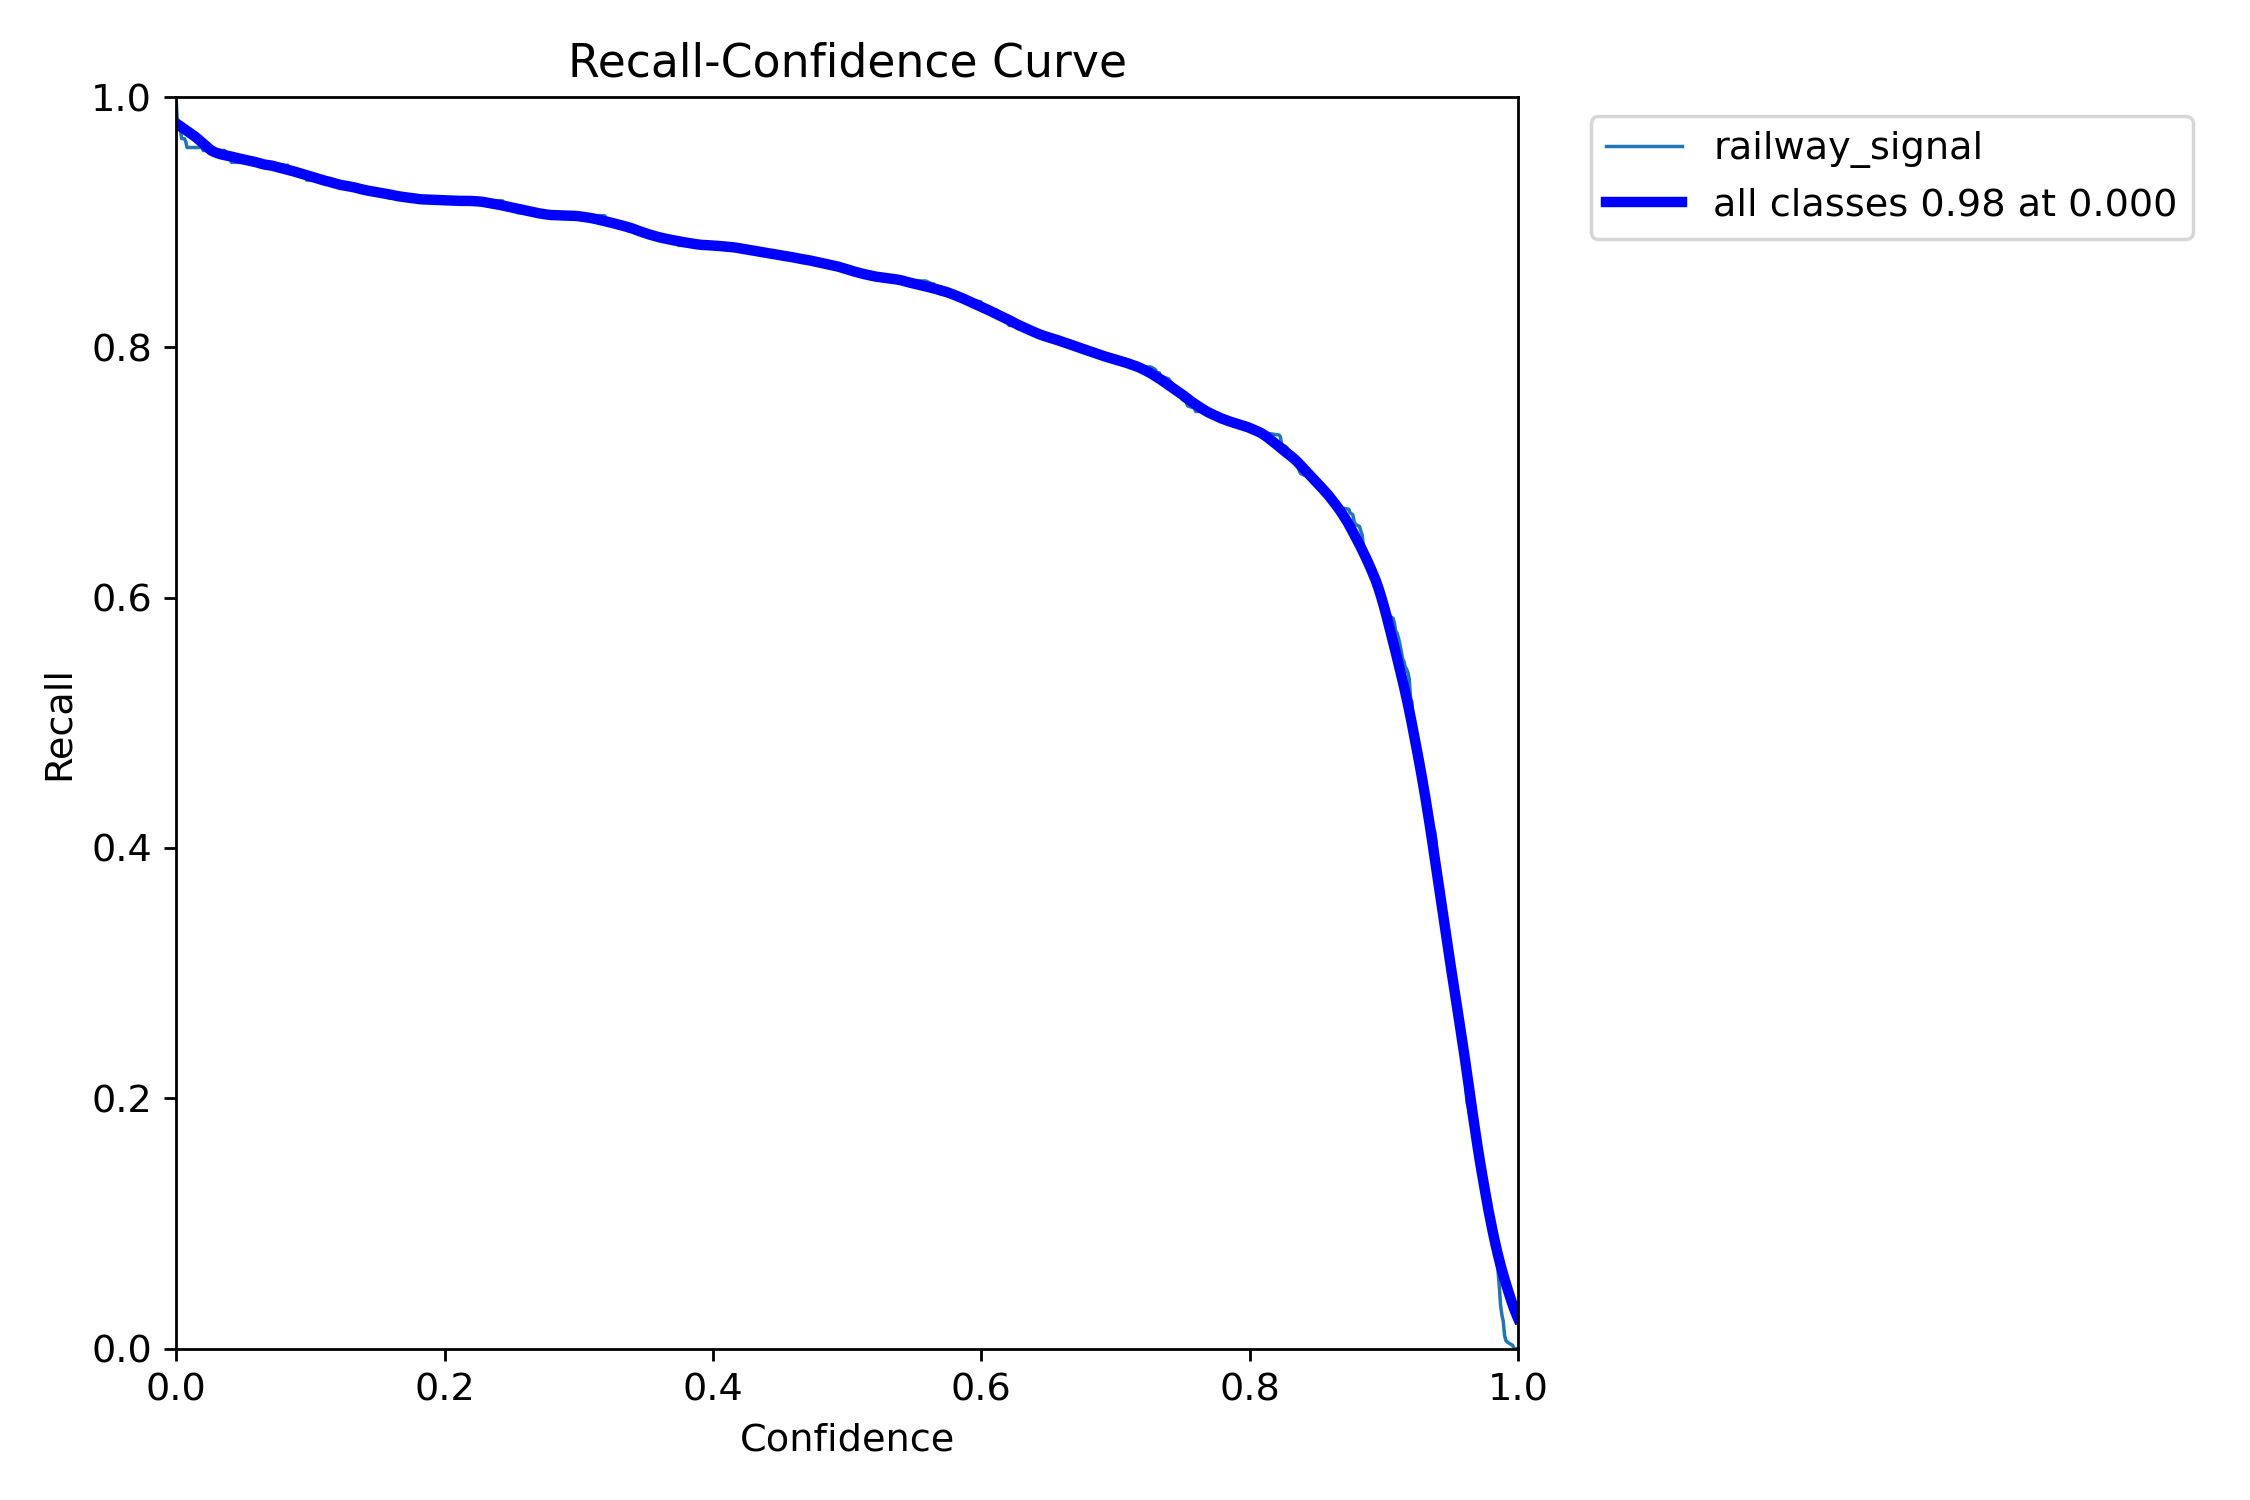 Recall-Confidence Curve
1.0
0.8
0.6
0.4
0.2
0.0
Recall
0.0 0.2 0.4 0.6 0.8 1.0
Confidence
railway_signal
all classes 0.98 at 0.000